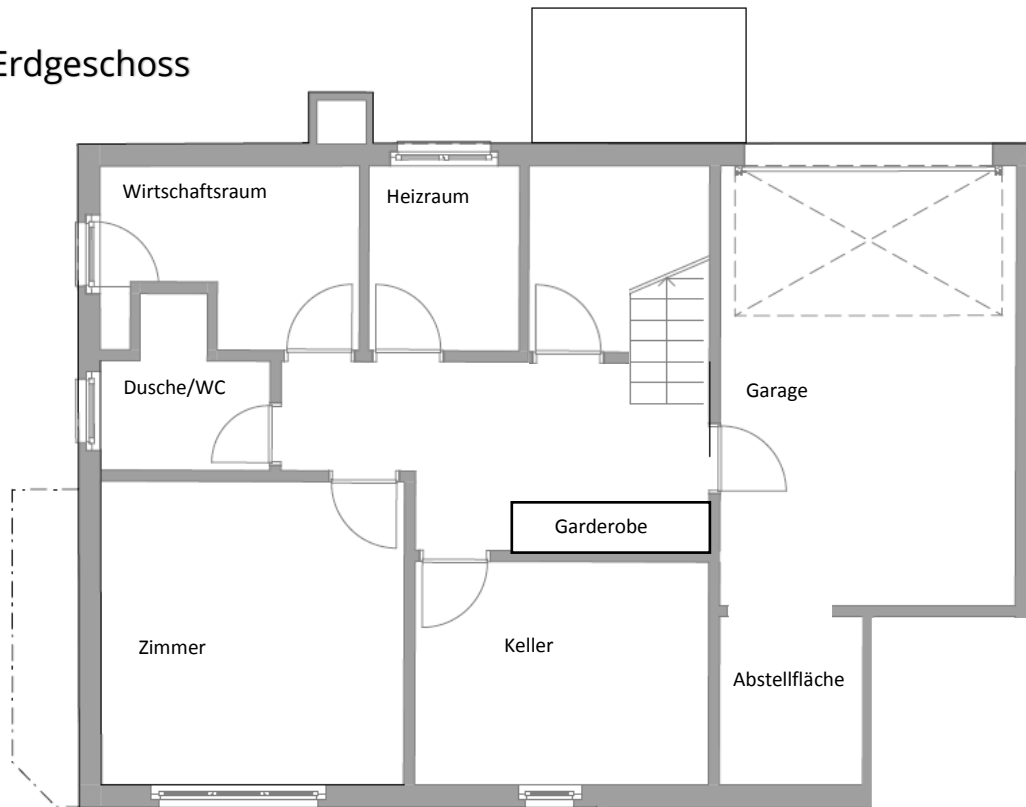 Erdgeschoss
Wirtschaftsraum
Heizraum
Dusche/WC
Garage
Garderobe
Zimmer
Keller
Abstellfläche